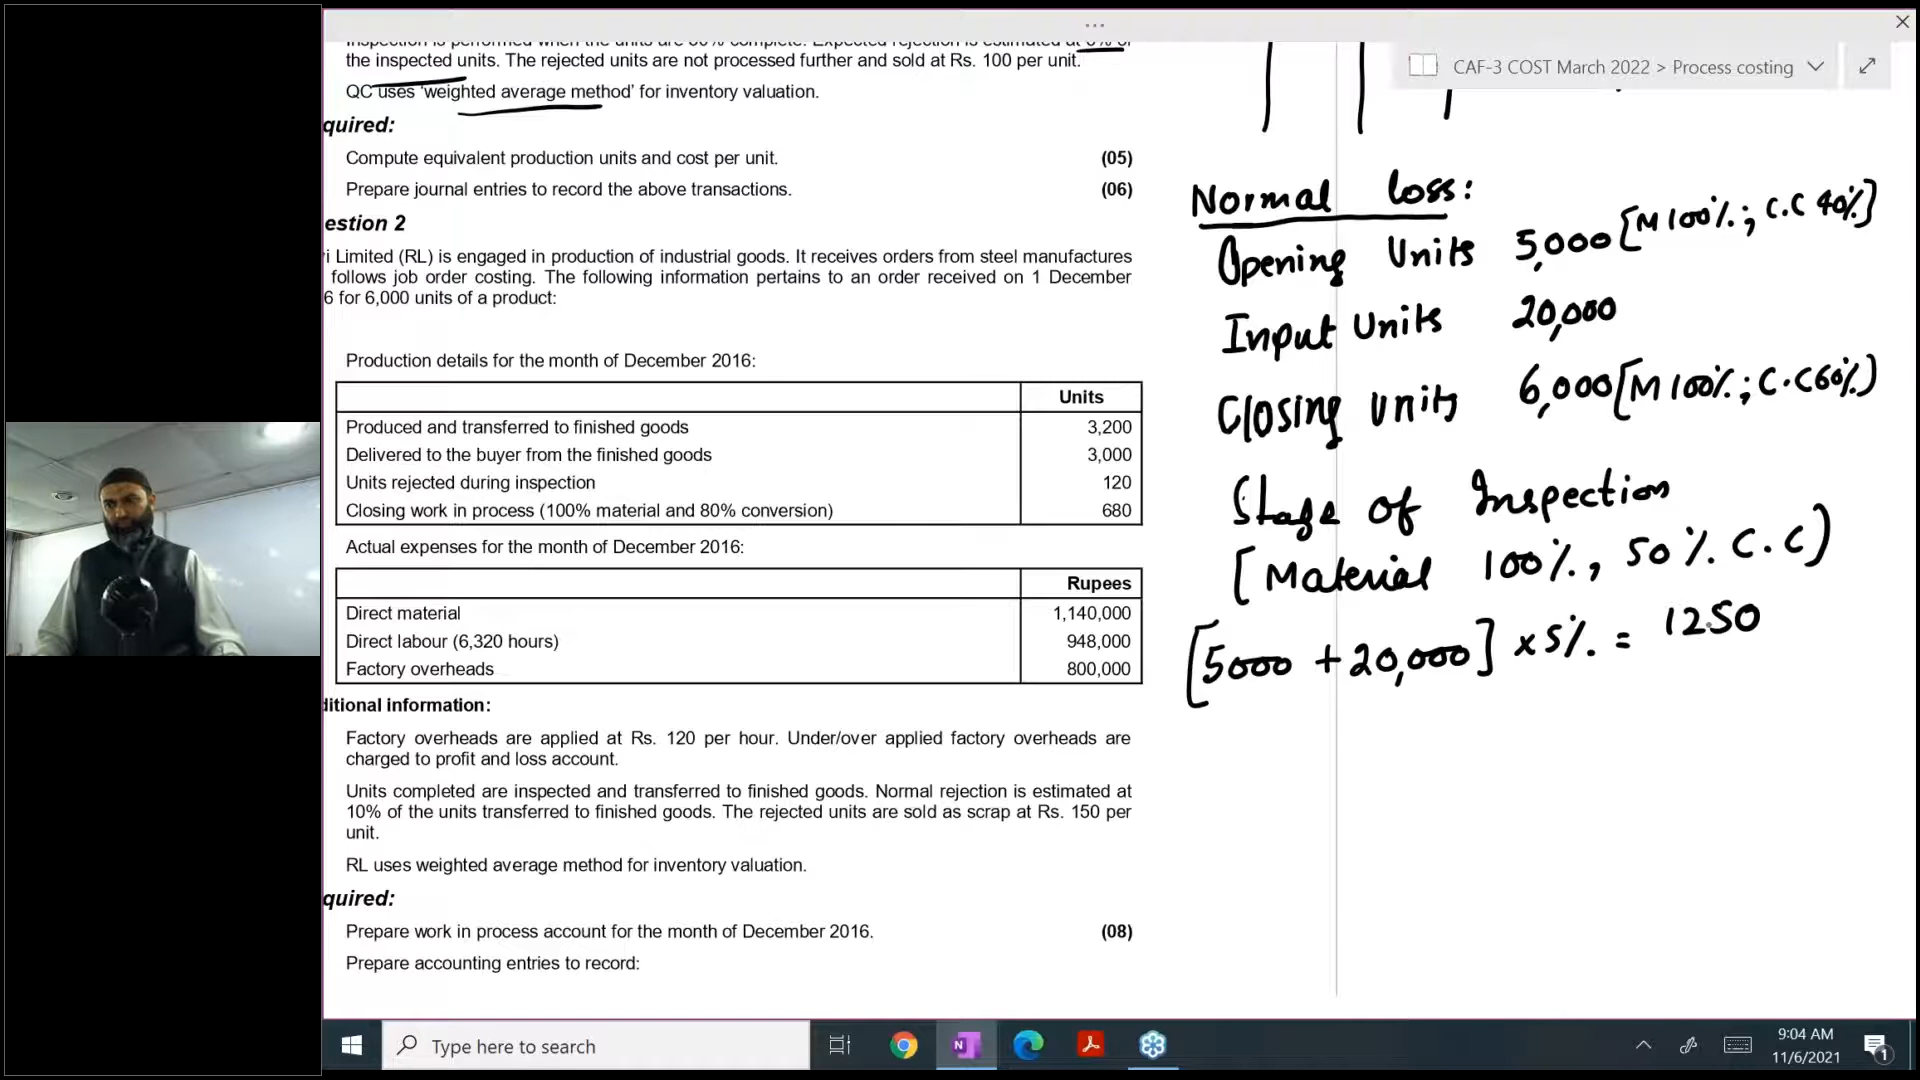 ...
CAF-3 COST March 2022 > Process costing
Inspection is performed when the units are 50% complete. Expected rejection is estimated at 5% of
the inspected units. The rejected units are not processed further and sold at Rs. 100 per unit.
QC uses 'weighted average method' for inventory valuation.
quired:
Compute equivalent production units and cost per unit. (05)
Prepare journal entries to record the above transactions. (06)
estion 2
i Limited (RL) is engaged in production of industrial goods. It receives orders from steel manufactures
follows job order costing. The following information pertains to an order received on 1 December
6 for 6,000 units of a product:
Production details for the month of December 2016:
Units
Produced and transferred to finished goods 3,200
Delivered to the buyer from the finished goods 3,000
Units rejected during inspection 120
Closing work in process (100% material and 80% conversion) 680
Actual expenses for the month of December 2016:
Rupees
Direct material 1,140,000
Direct labour (6,320 hours) 948,000
Factory overheads 800,000
ditional information:
Factory overheads are applied at Rs. 120 per hour. Under/over applied factory overheads are
charged to profit and loss account.
Units completed are inspected and transferred to finished goods. Normal rejection is estimated at
10% of the units transferred to finished goods. The rejected units are sold as scrap at Rs. 150 per
unit.
RL uses weighted average method for inventory valuation.
quired:
Prepare work in process account for the month of December 2016. (08)
Prepare accounting entries to record:
Normal loss:
Opening Units 5,000 [M 100%; C.C 40%]
Input Units 20,000
Closing Units 6,000 [M 100%; C.C 60%)
Stage of Inspection
[Material 100%, 50%. C.C)
[5000 + 20,000] x 5%. = 1250
Type here to search
9:04 AM
11/6/2021
1